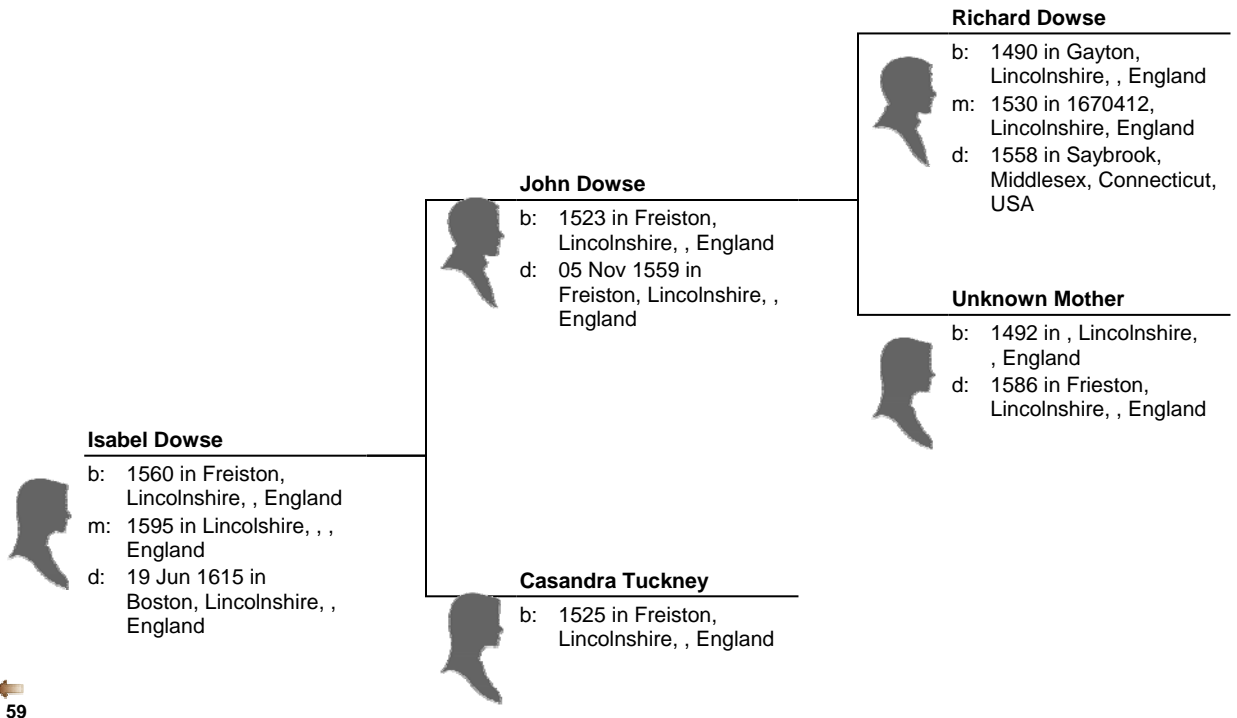 Richard Dowse
b: 1490 in Gayton,
Lincolnshire, , England
m: 1530 in 1670412,
Lincolnshire, England
d: 1558 in Saybrook,
Middlesex, Connecticut,
USA
John Dowse
b: 1523 in Freiston,
Lincolnshire, , England
d: 05 Nov 1559 in
Freiston, Lincolnshire, ,
England
Unknown Mother
b: 1492 in , Lincolnshire,
, England
d: 1586 in Frieston,
Lincolnshire, , England
Isabel Dowse
b: 1560 in Freiston,
Lincolnshire, , England
m: 1595 in Lincolshire, , ,
England
d: 19 Jun 1615 in
Boston, Lincolnshire, ,
England
Casandra Tuckney
b: 1525 in Freiston,
Lincolnshire, , England
59